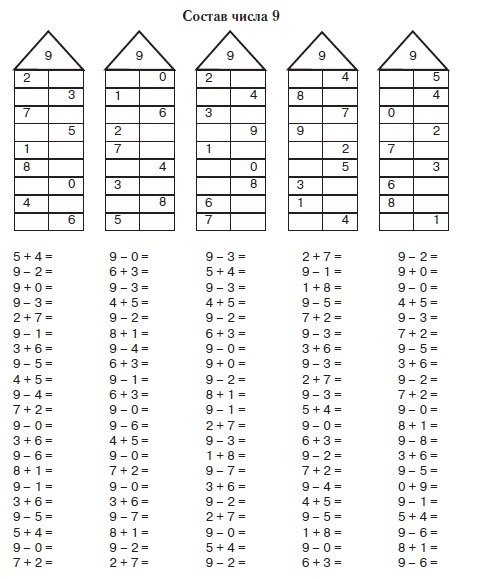 Состав числа 9
9 9 9 9 9
2 0 2 4 5
3 1 4 8 4
7 6 3 7 0
5 2 9 9 2
1 7 1 2 7
8 4 0 5 3
0 3 8 3 6
4 8 6 1 8
6 5 7 4 1
5 + 4 = 9 – 0 = 9 – 3 = 2 + 7 = 9 – 2 =
9 – 2 = 6 + 3 = 5 + 4 = 9 – 1 = 9 + 0 =
9 + 0 = 9 – 3 = 9 – 3 = 1 + 8 = 9 – 0 =
9 – 3 = 4 + 5 = 4 + 5 = 9 – 5 = 4 + 5 =
2 + 7 = 9 – 2 = 9 – 2 = 7 + 2 = 9 – 3 =
9 – 1 = 8 + 1 = 6 + 3 = 9 – 3 = 7 + 2 =
3 + 6 = 9 – 4 = 9 – 0 = 3 + 6 = 9 – 5 =
9 – 5 = 6 + 3 = 9 + 0 = 9 – 3 = 3 + 6 =
4 + 5 = 9 – 1 = 9 – 2 = 2 + 7 = 9 – 2 =
9 – 4 = 6 + 3 = 8 + 1 = 9 – 3 = 7 + 2 =
7 + 2 = 9 – 0 = 9 – 1 = 5 + 4 = 9 – 0 =
9 – 0 = 9 – 6 = 2 + 7 = 9 – 0 = 8 + 1 =
3 + 6 = 4 + 5 = 9 – 3 = 6 + 3 = 9 – 8 =
9 – 6 = 9 – 0 = 1 + 8 = 9 – 2 = 3 + 6 =
8 + 1 = 7 + 2 = 9 – 7 = 7 + 2 = 9 – 5 =
9 – 1 = 9 – 0 = 3 + 6 = 9 – 4 = 0 + 9 =
3 + 6 = 3 + 6 = 9 – 2 = 4 + 5 = 9 – 1 =
9 – 5 = 9 – 7 = 2 + 7 = 9 – 5 = 5 + 4 =
5 + 4 = 8 + 1 = 9 – 0 = 1 + 8 = 9 – 6 =
9 – 0 = 9 – 2 = 5 + 4 = 9 – 0 = 8 + 1 =
7 + 2 = 2 + 7 = 9 – 2 = 6 + 3 = 9 – 6 =